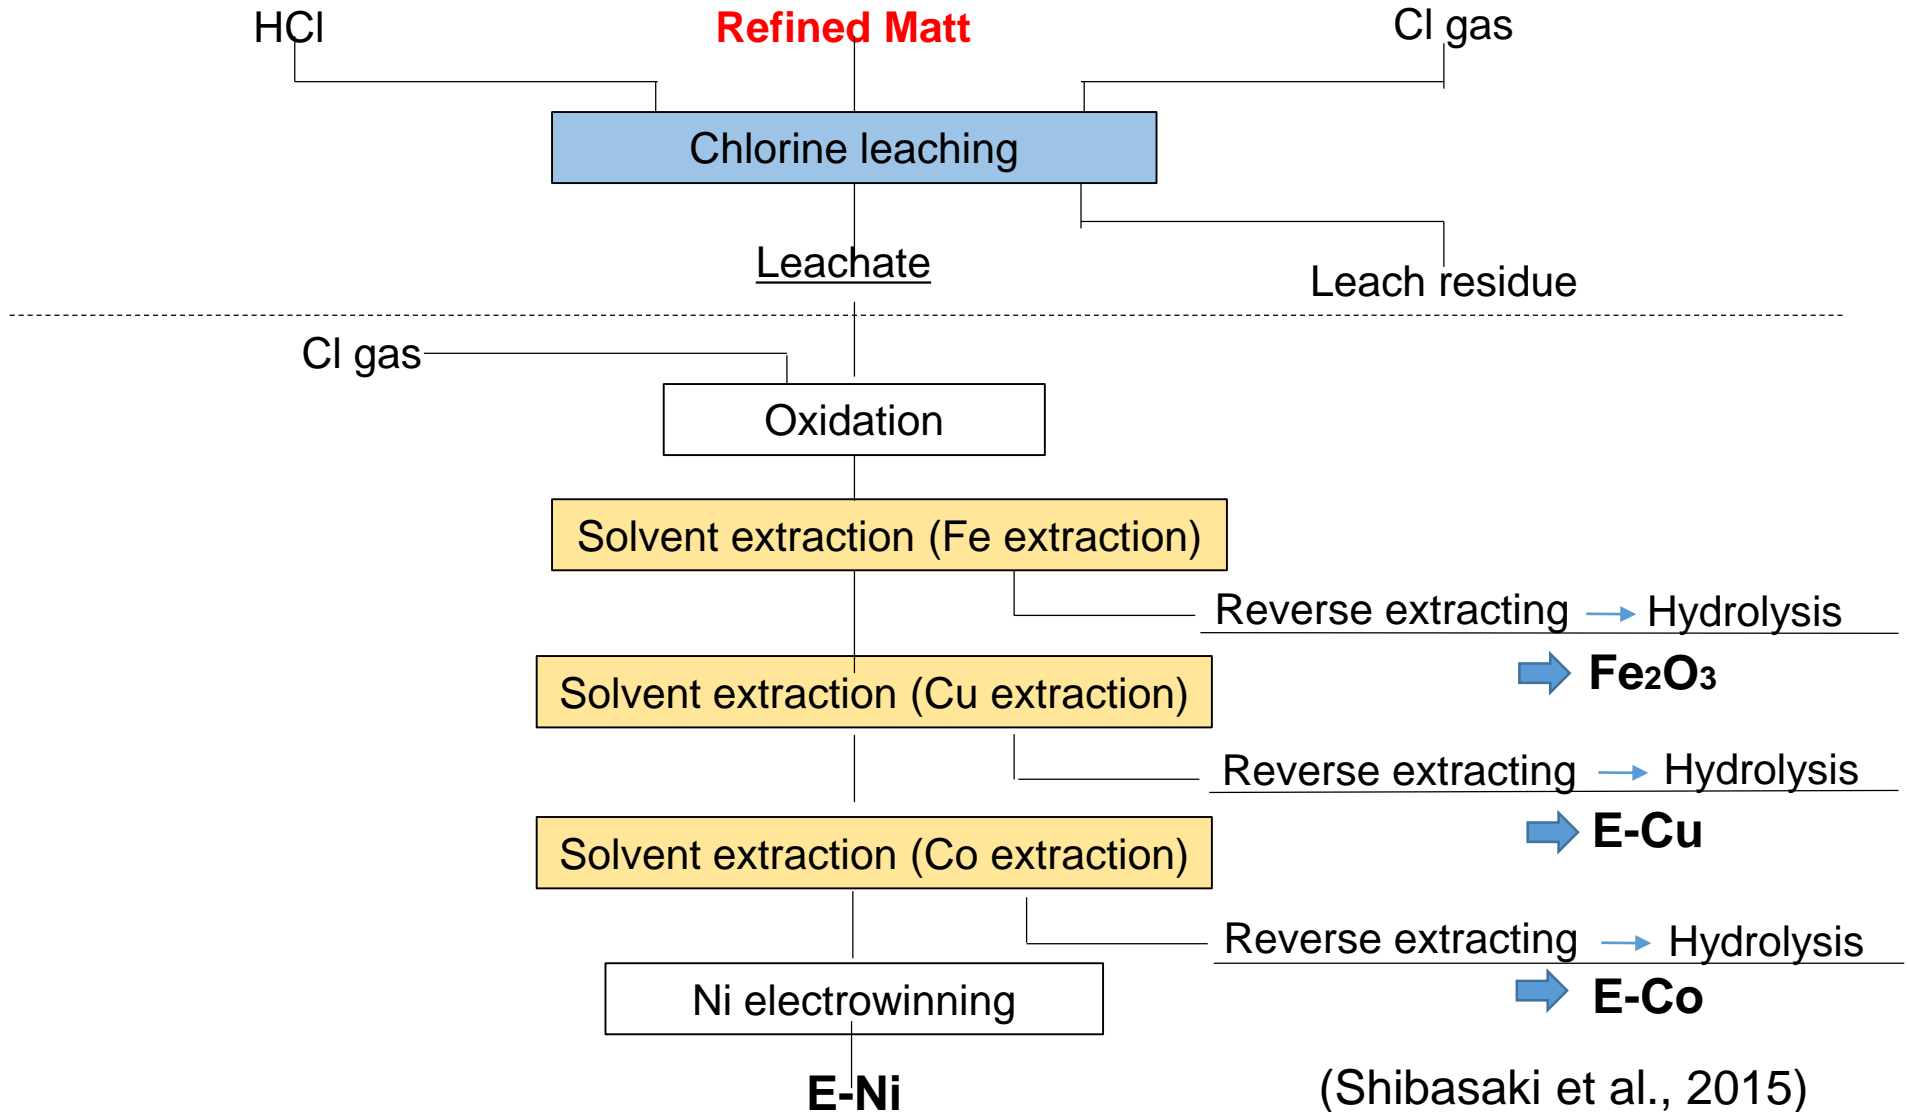 HCl
Refined Matt
Cl gas
Chlorine leaching
Leachate
Leach residue
Cl gas
Oxidation
Solvent extraction (Fe extraction)
Reverse extracting → Hydrolysis
Fe2O3
Solvent extraction (Cu extraction)
Reverse extracting → Hydrolysis
E-Cu
Solvent extraction (Co extraction)
Reverse extracting → Hydrolysis
E-Co
Ni electrowinning
E-Ni
(Shibasaki et al., 2015)